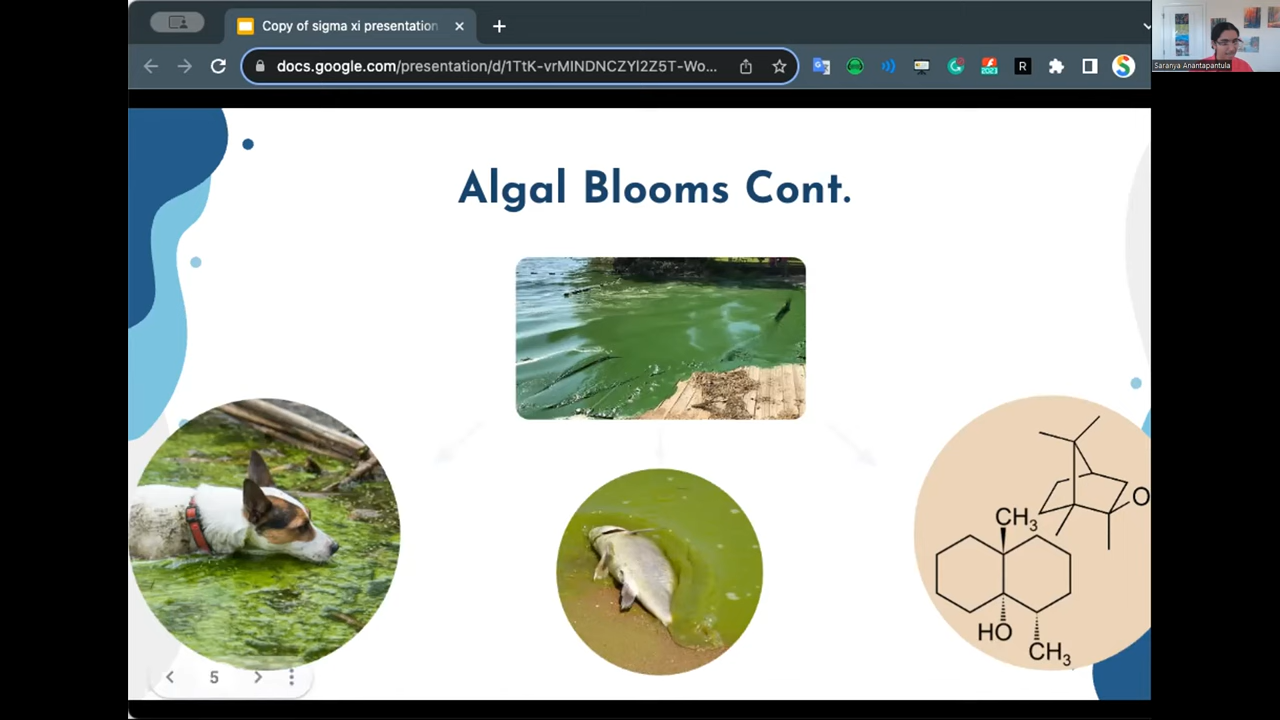 Copy of sigma xi presentation
docs.google.com/presentation/d/1TtK-vrMINDNCZYl2Z5T-Wo...
R
Saranya Anantapantula
Algal Blooms Cont.
O
CH3
HO
CH3
5